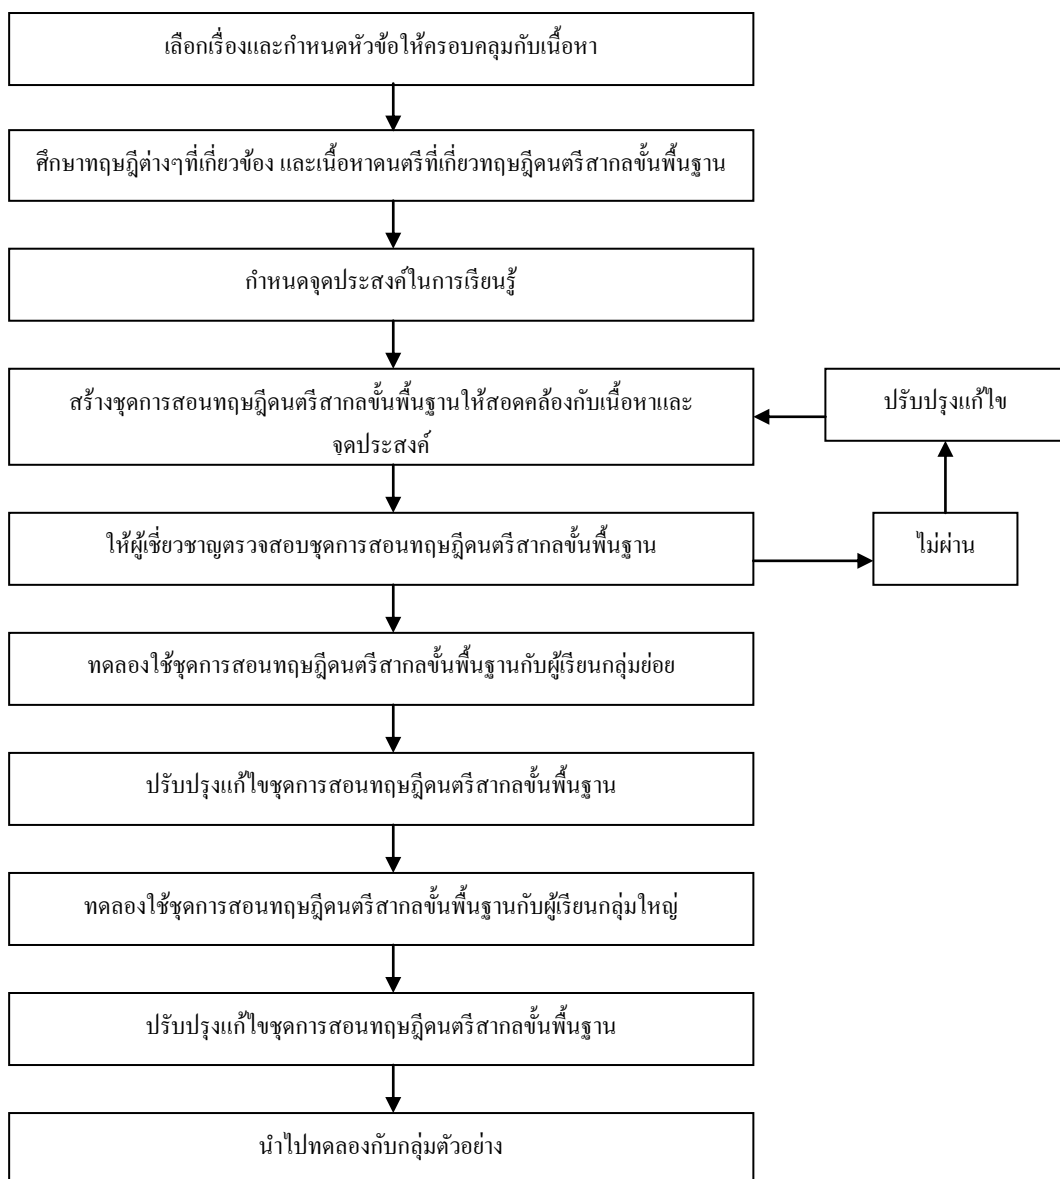 เลือกเรื่องและกำหนดหัวข้อให้ครอบคลุมกับเนื้อหา
ศึกษาทฤษฎีต่างๆที่เกี่ยวข้อง และเนื้อหาดนตรีที่เกี่ยวทฤษฎีดนตรีสากลขั้นพื้นฐาน
กำหนดจุดประสงค์ในการเรียนรู้
สร้างชุดการสอนทฤษฎีดนตรีสากลขั้นพื้นฐานให้สอดคล้องกับเนื้อหาและ
จุดประสงค์
ปรับปรุงแก้ไข
ให้ผู้เชี่ยวชาญตรวจสอบชุดการสอนทฤษฎีดนตรีสากลขั้นพื้นฐาน
ไม่ผ่าน
ทดลองใช้ชุดการสอนทฤษฎีดนตรีสากลขั้นพื้นฐานกับผู้เรียนกลุ่มย่อย
ปรับปรุงแก้ไขชุดการสอนทฤษฎีดนตรีสากลขั้นพื้นฐาน
ทดลองใช้ชุดการสอนทฤษฎีดนตรีสากลขั้นพื้นฐานกับผู้เรียนกลุ่มใหญ่
ปรับปรุงแก้ไขชุดการสอนทฤษฎีดนตรีสากลขั้นพื้นฐาน
นำไปทดลองกับกลุ่มตัวอย่าง